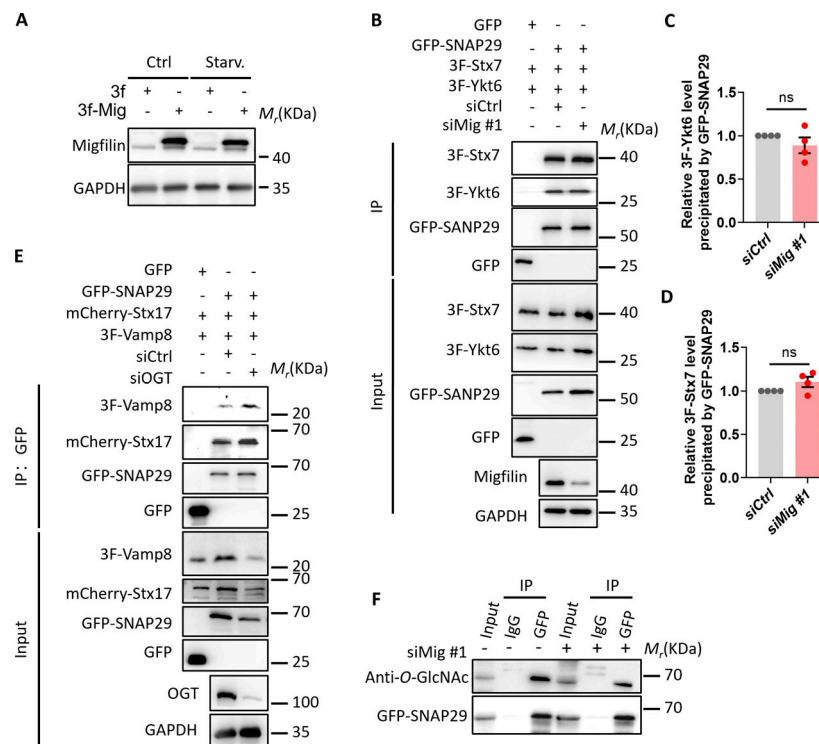 A
Ctrl Starv.
3f + - + -
3f-Mig - + - + Mr(KDa)
Migfilin
40
GAPDH 35
B
GFP + - -
GFP-SNAP29 - + +
3F-Stx7 + + +
3F-Ykt6 + + +
siCtrl - + -
siMig #1 - - + Mr(KDa)
IP
3F-Stx7 40
3F-Ykt6
25
GFP-SANP29
50
GFP 25
Input
3F-Stx7 40
3F-Ykt6
25
GFP-SANP29 50
GFP 25
Migfilin
40
GAPDH 35
C
Relative 3F-Ykt6 level
precipitated by GFP-SNAP29
1.5
1.0
0.5
0.0
ns
siCtrl
siMig #1
D
Relative 3F-Stx7 level
precipitated by GFP-SNAP29
1.5
1.0
0.5
0.0
ns
siCtrl
siMig #1
E
GFP + - -
GFP-SNAP29 - + +
mCherry-Stx17 + + +
3F-Vamp8 + + +
siCtrl - + -
siOGT - - + Mr(KDa)
IP: GFP
3F-Vamp8
20
70
mCherry-Stx17
GFP-SNAP29 70
GFP 25
Input
3F-Vamp8
20
70
mCherry-Stx17
GFP-SNAP29 70
GFP 25
OGT
100
GAPDH 35
F
IP IP
Input IgG GFP Input IgG GFP
siMig #1 - - - + + + Mr(KDa)
Anti-O-GlcNAc 70
GFP-SNAP29 70